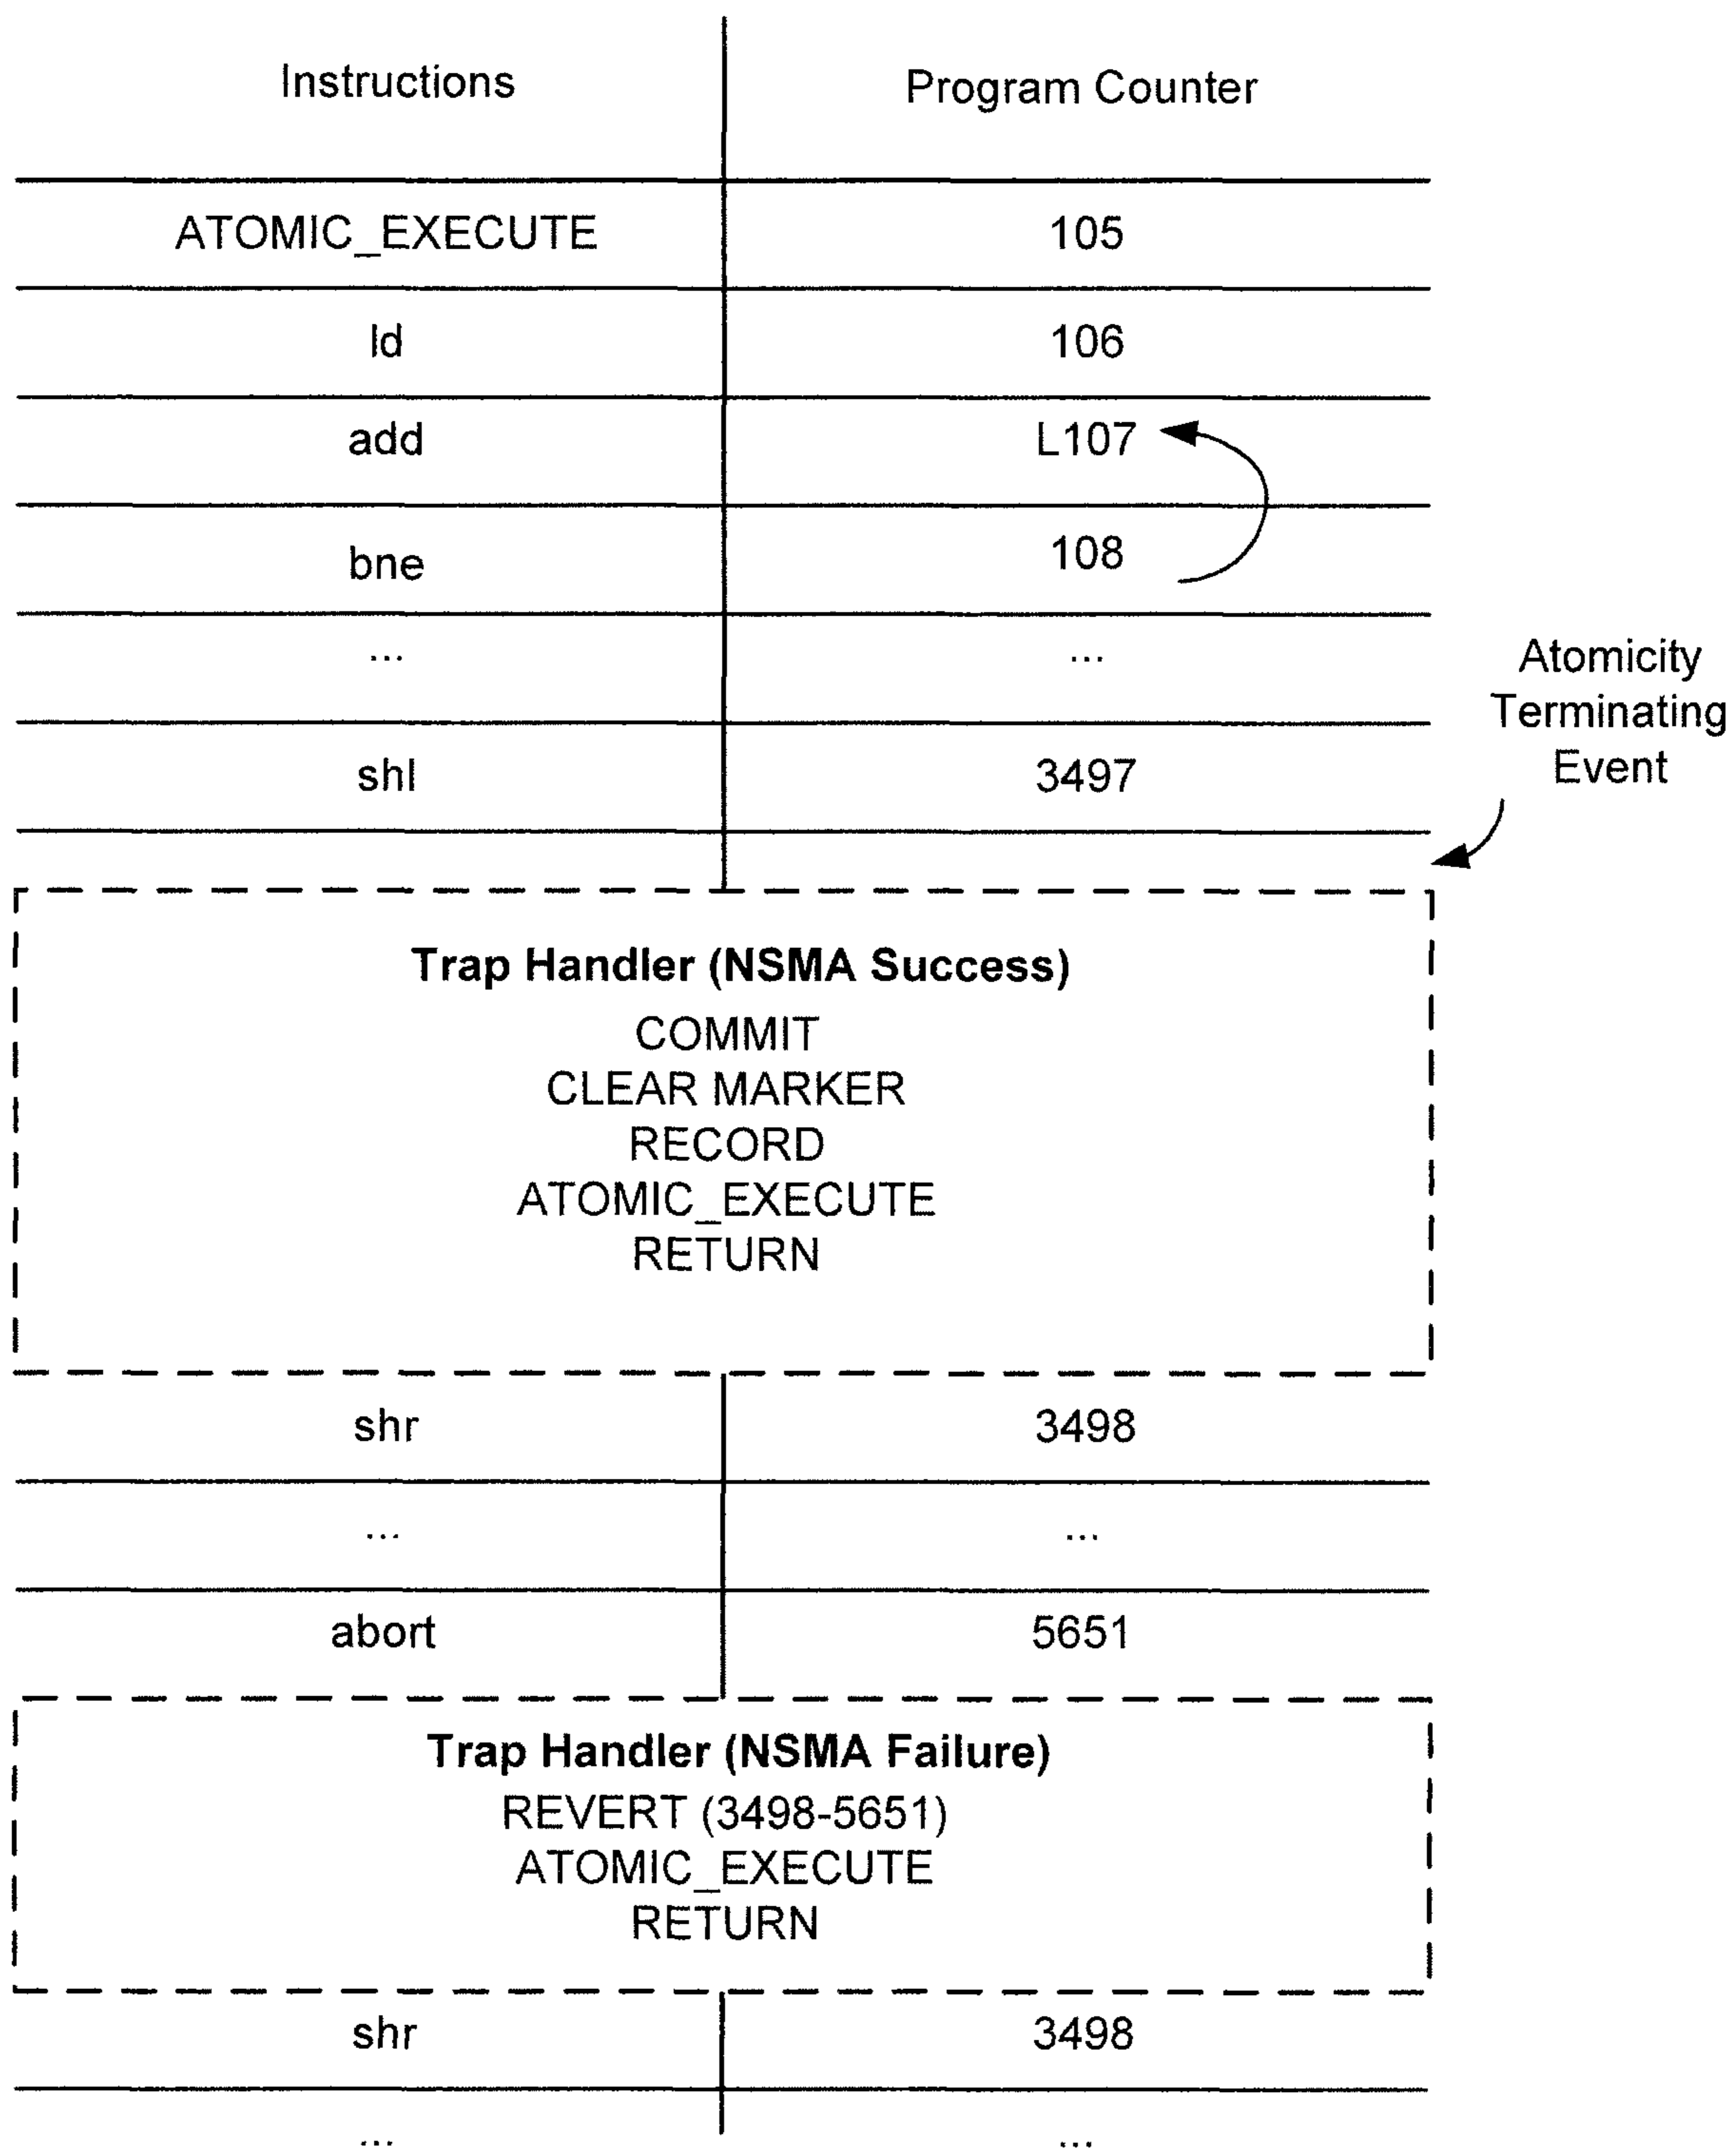 Instructions Program Counter
ATOMIC_EXECUTE 105
ld 106
add L107
bne 108
... ...
Atomicity
Terminating
Event
shl 3497
Trap Handler (NSMA Success)
COMMIT
CLEAR MARKER
RECORD
ATOMIC_EXECUTE
RETURN
shr 3498
... ...
abort 5651
Trap Handler (NSMA Failure)
REVERT (3498-5651)
ATOMIC_EXECUTE
RETURN
shr 3498
... ...